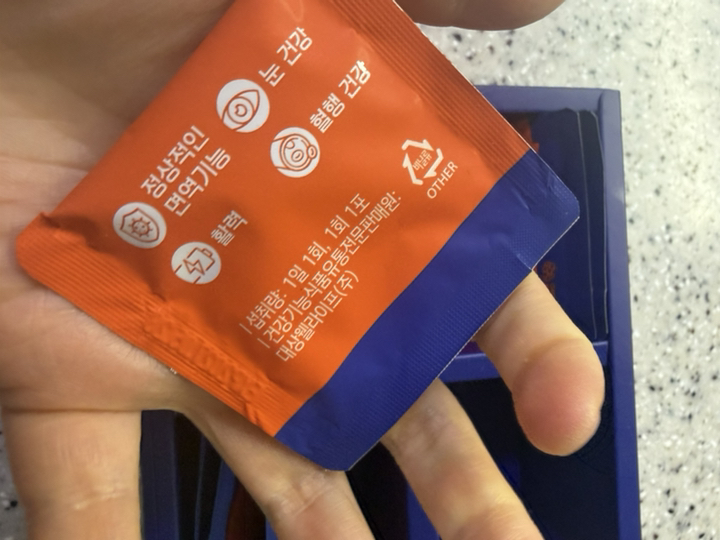 눈 건강
혈행 건강
정상적인
면역기능
활력
OTHER
| 섭취량: 1일 1회, 1회 1포
| 건강기능식품유통전문판매원:
대상웰라이프(주)